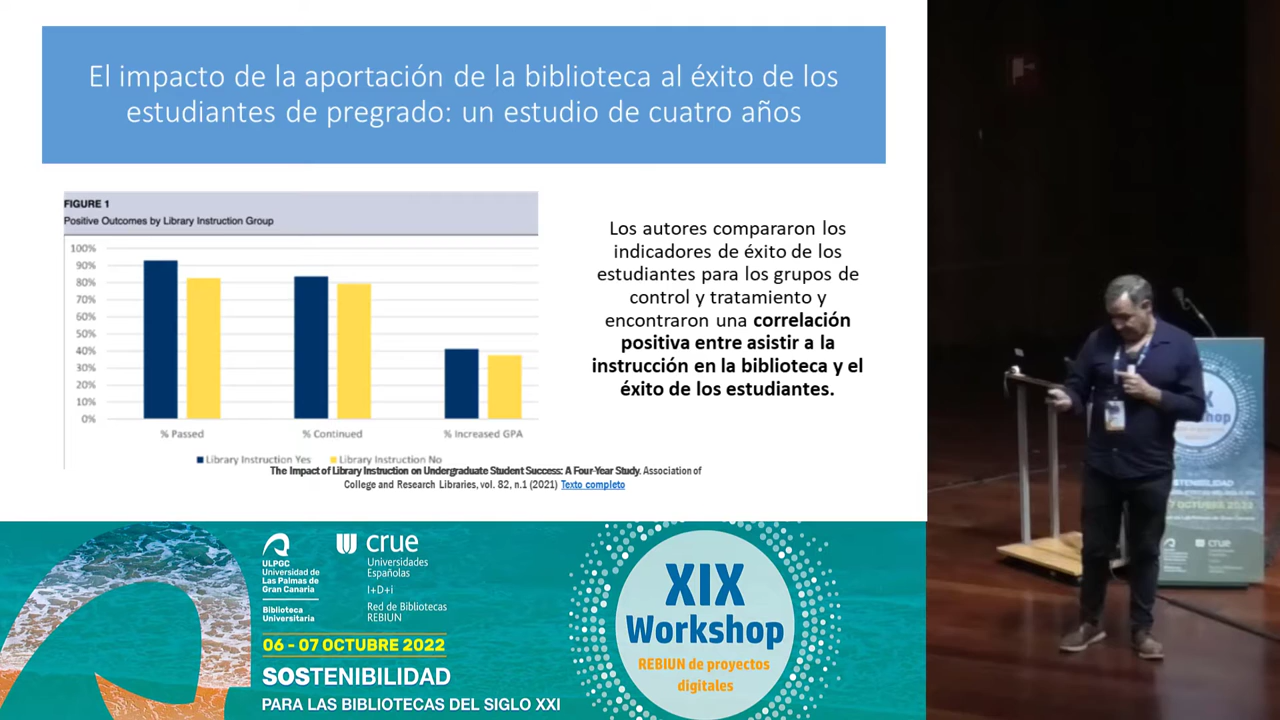 El impacto de la aportación de la biblioteca al éxito de los
estudiantes de pregrado: un estudio de cuatro años
FIGURE 1
Positive Outcomes by Library Instruction Group
100%
90%
80%
70%
60%
50%
40%
30%
20%
10%
0%
% Passed
% Continued
% Increased GPA
Library Instruction Yes
Library Instruction No
Los autores compararon los
indicadores de éxito de los
estudiantes para los grupos de
control y tratamiento y
encontraron una correlación
positiva entre asistir a la
instrucción en la biblioteca y el
éxito de los estudiantes.
The Impact of Library Instruction on Undergraduate Student Success: A Four-Year Study. Association of
College and Research Libraries, vol. 82, n.1 (2021) Texto completo
ULPGC
Universidad de
Las Palmas de
Gran Canaria
Biblioteca
Universitaria
crue
Universidades
Españolas
I+D+i
Red de Bibliotecas
REBIUN
06 - 07 OCTUBRE 2022
SOSTENIBILIDAD
PARA LAS BIBLIOTECAS DEL SIGLO XXI
XIX
Workshop
REBIUN de proyectos
digitales
X
shop
OSTENIBILIDAD
7 OCTUBRE 2022
crue